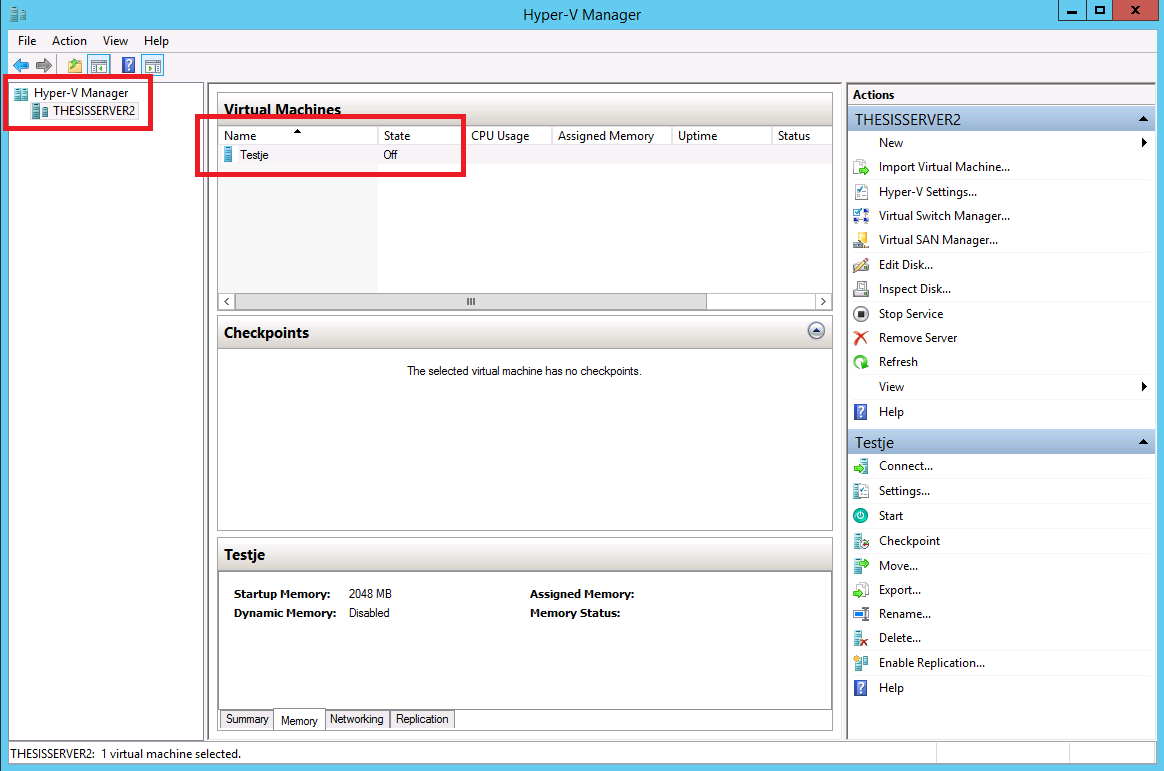 Hyper-V Manager
File Action View Help
Hyper-V Manager
THESISSERVER2
Virtual Machines
Name State CPU Usage Assigned Memory Uptime Status
Testje Off
Checkpoints
The selected virtual machine has no checkpoints.
Testje
Startup Memory: 2048 MB Assigned Memory:
Dynamic Memory: Disabled Memory Status:
Summary Memory Networking Replication
Actions
THESISSERVER2
New
Import Virtual Machine...
Hyper-V Settings...
Virtual Switch Manager...
Virtual SAN Manager...
Edit Disk...
Inspect Disk...
Stop Service
Remove Server
Refresh
View
Help
Testje
Connect...
Settings...
Start
Checkpoint
Move...
Export...
Rename...
Delete...
Enable Replication...
Help
THESISSERVER2: 1 virtual machine selected.